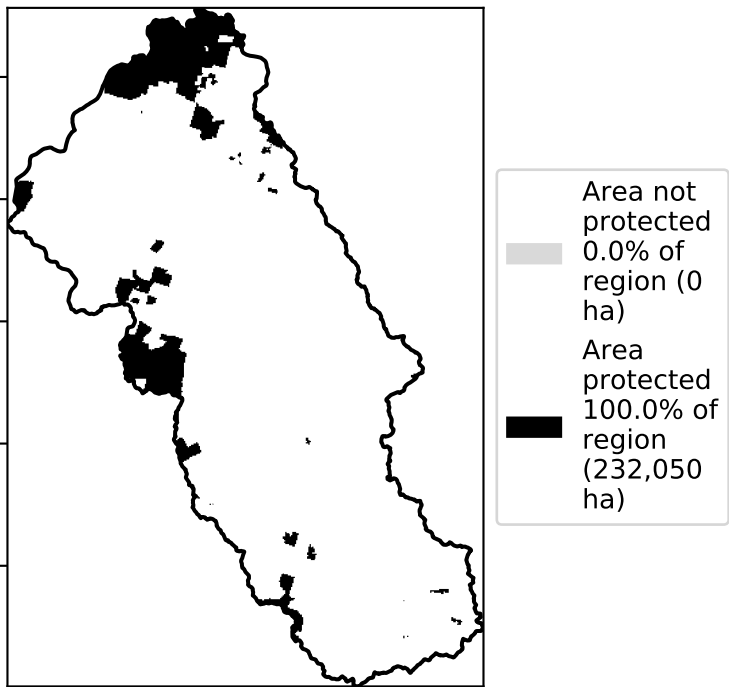 Area not
protected
0.0% of
region (0
ha)
Area
protected
100.0% of
region
(232,050
ha)